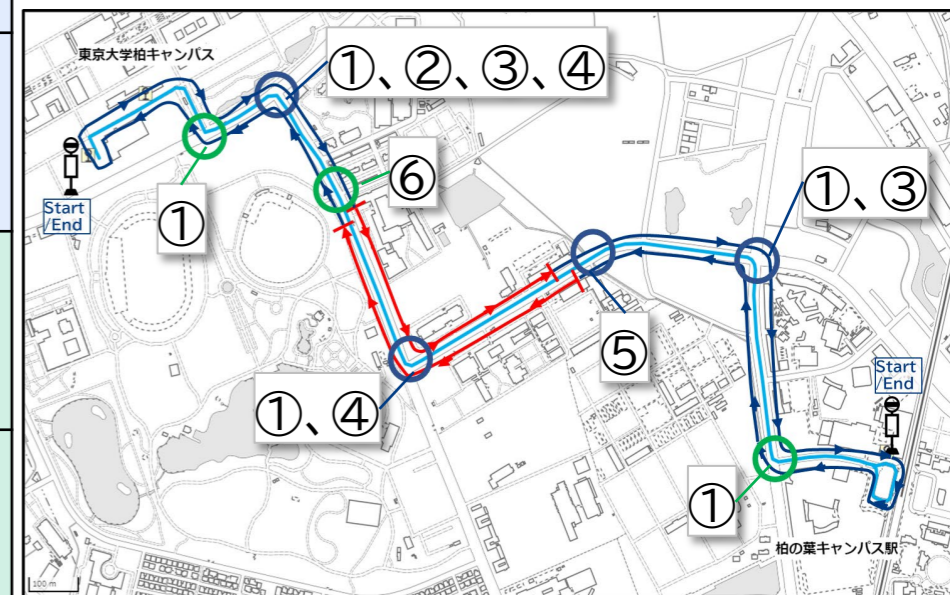 東京大学柏キャンパス
①、②、③、④
①
⑥
①、③
Start
/End
①、④
⑤
Start
/End
①
柏の葉キャンパス駅
100 m